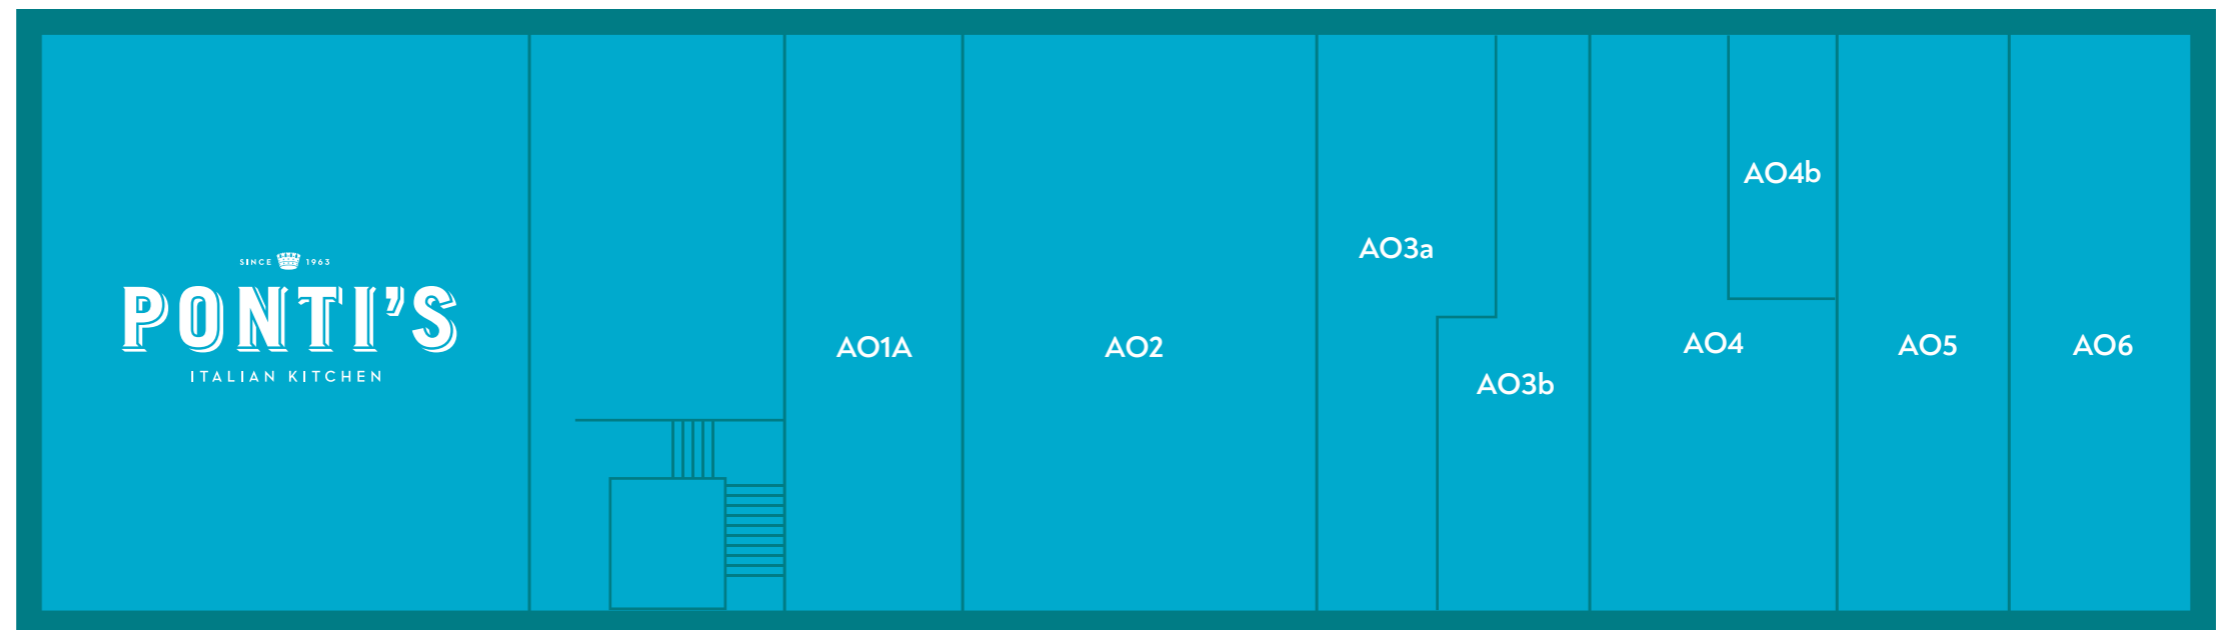 SINCE 1963
PONTI'S
ITALIAN KITCHEN
AO1A
AO2
AO3a
AO3b
AO4
AO4b
AO5
AO6